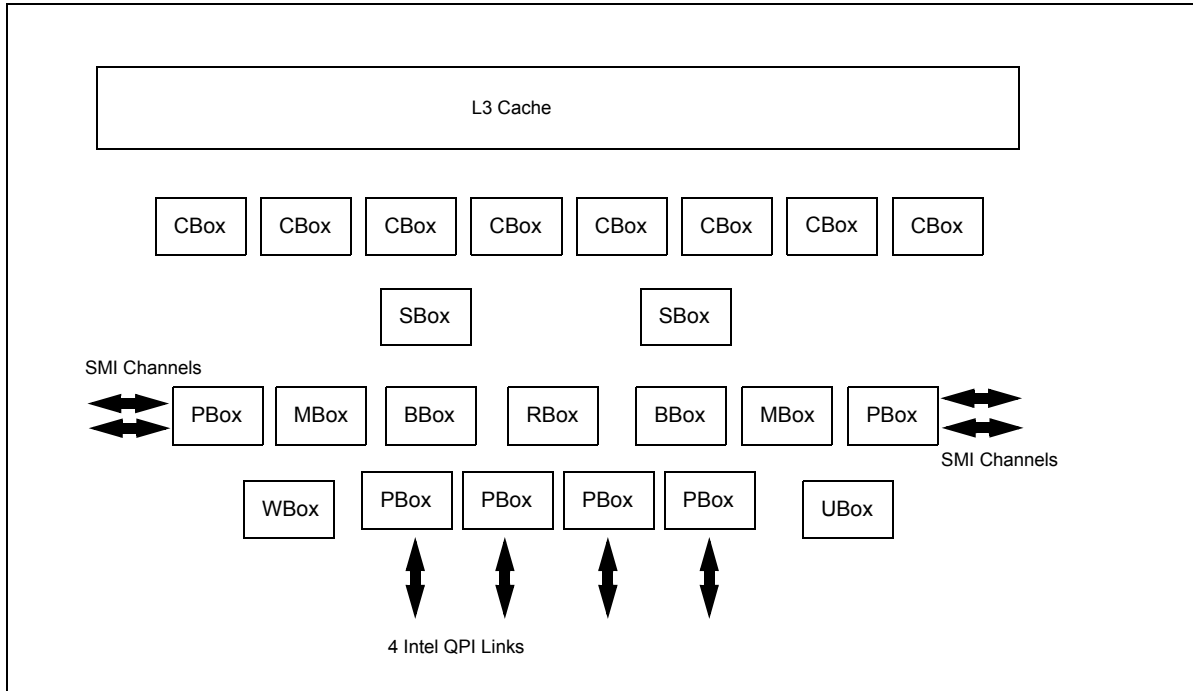 L3 Cache
CBox CBox CBox CBox CBox CBox CBox CBox
SBox SBox
SMI Channels
PBox MBox BBox RBox BBox MBox PBox
SMI Channels
WBox PBox PBox PBox PBox UBox
4 Intel QPI Links